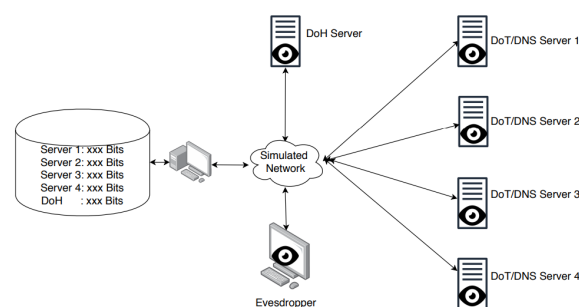 DoH Server
DoT/DNS Server 1
DoT/DNS Server 2
Server 1: xxx Bits
Server 2: xxx Bits
Server 3: xxx Bits
Server 4: xxx Bits
DoH : xxx Bits
Simulated
Network
DoT/DNS Server 3
DoT/DNS Server 4
Evesdropper